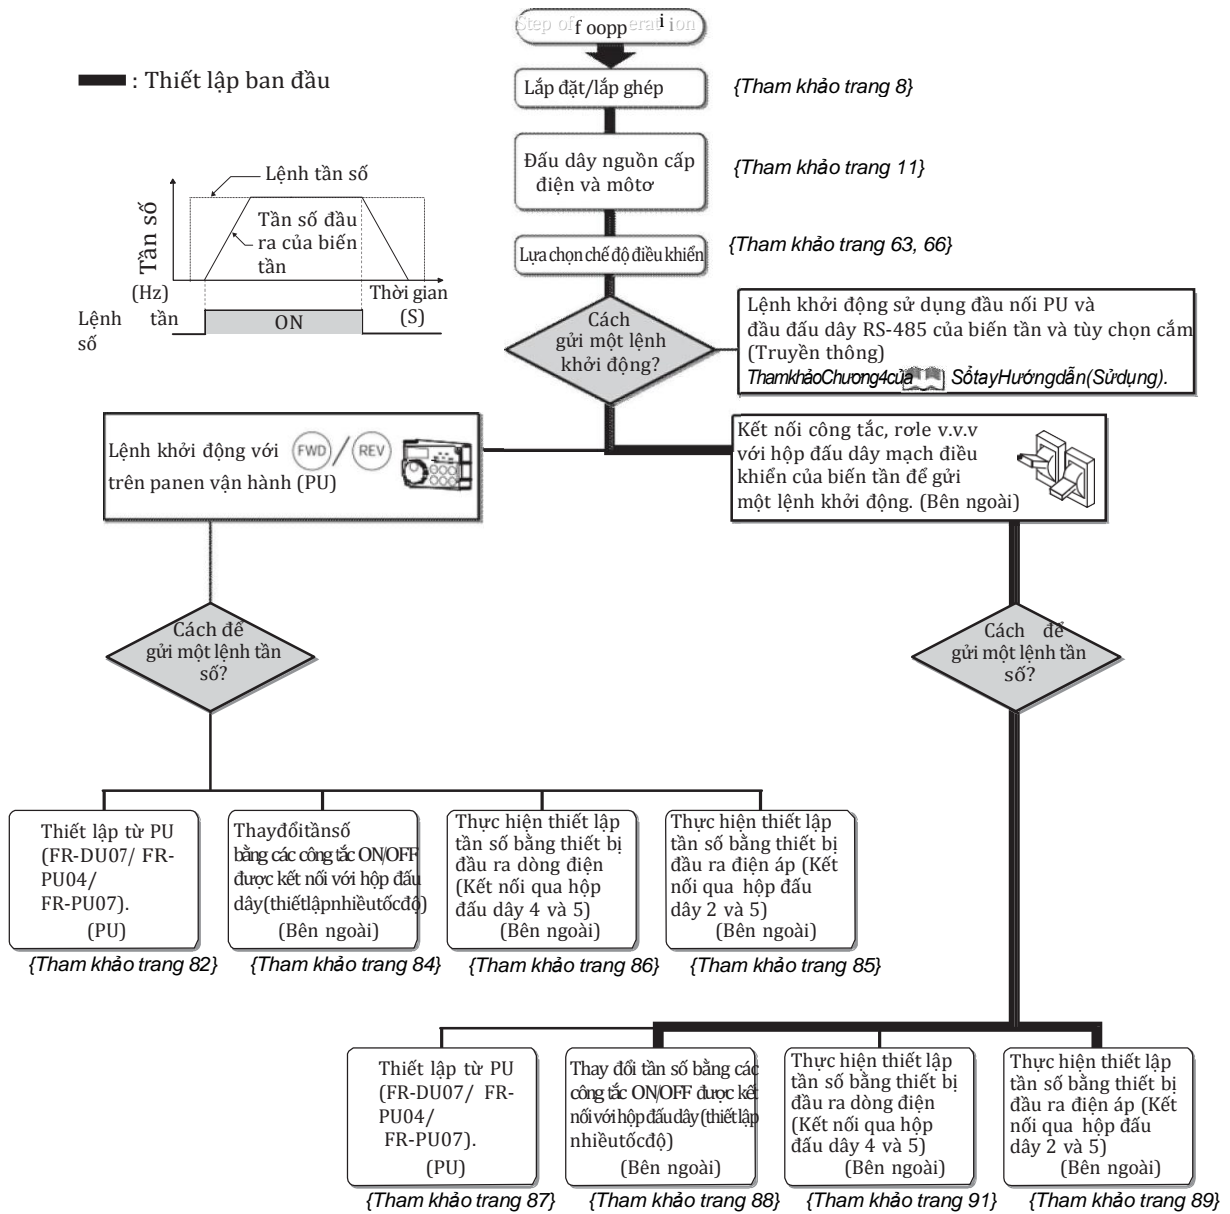 Step of f oopp erat i ion
: Thiết lập ban đầu
Lắp đặt/lắp ghép
{Tham khảo trang 8}
Đấu dây nguồn cấp
điện và môtơ
{Tham khảo trang 11}
Lựa chọn chế độ điều khiển
{Tham khảo trang 63, 66}
Lệnh tần số
Tần số
Tần số đầu
ra của biến
tần
(Hz)
Thời gian
(S)
Lệnh tần
số
ON
Cách
gửi một lệnh
khởi động?
Lệnh khởi động sử dụng đầu nối PU và
đầu đấu dây RS-485 của biến tần và tùy chọn cắm
(Truyền thông)
ThamkhảoChương4của SổtayHướngdẫn(Sửdụng).
Lệnh khởi động với FWD / REV
trên panen vận hành (PU)
Kết nối công tắc, rơle v.v.v
với hộp đấu dây mạch điều
khiển của biến tần để gửi
một lệnh khởi động. (Bên ngoài)
Cách để
gửi một lệnh tần
số?
Cách để
gửi một lệnh tần
số?
Thiết lập từ PU
(FR-DU07/ FR-
PU04/
FR-PU07).
(PU)
{Tham khảo trang 82}
Thayđổitầnsố
bằng các công tắc ON/OFF
được kết nối với hộp đấu
dây(thiếtlậpnhiềutốcđộ)
(Bên ngoài)
{Tham khảo trang 84}
Thực hiện thiết lập
tần số bằng thiết bị
đầu ra dòng điện
(Kết nối qua hộp
đấu dây 4 và 5)
(Bên ngoài)
{Tham khảo trang 86}
Thực hiện thiết lập
tần số bằng thiết bị
đầu ra điện áp (Kết
nối qua hộp đấu
dây 2 và 5)
(Bên ngoài)
{Tham khảo trang 85}
Thiết lập từ PU
(FR-DU07/ FR-
PU04/
FR-PU07).
(PU)
{Tham khảo trang 87}
Thay đổi tần số bằng các
công tắc ON/OFF được kết
nối với hộp đấu dây (thiết lập
nhiềutốcđộ)
(Bên ngoài)
{Tham khảo trang 88}
Thực hiện thiết lập
tần số bằng thiết bị
đầu ra dòng điện
(Kết nối qua hộp
đấu dây 4 và 5)
(Bên ngoài)
{Tham khảo trang 91}
Thực hiện thiết lập
tần số bằng thiết bị
đầu ra điện áp (Kết
nối qua hộp đấu
dây 2 và 5)
(Bên ngoài)
{Tham khảo trang 89}